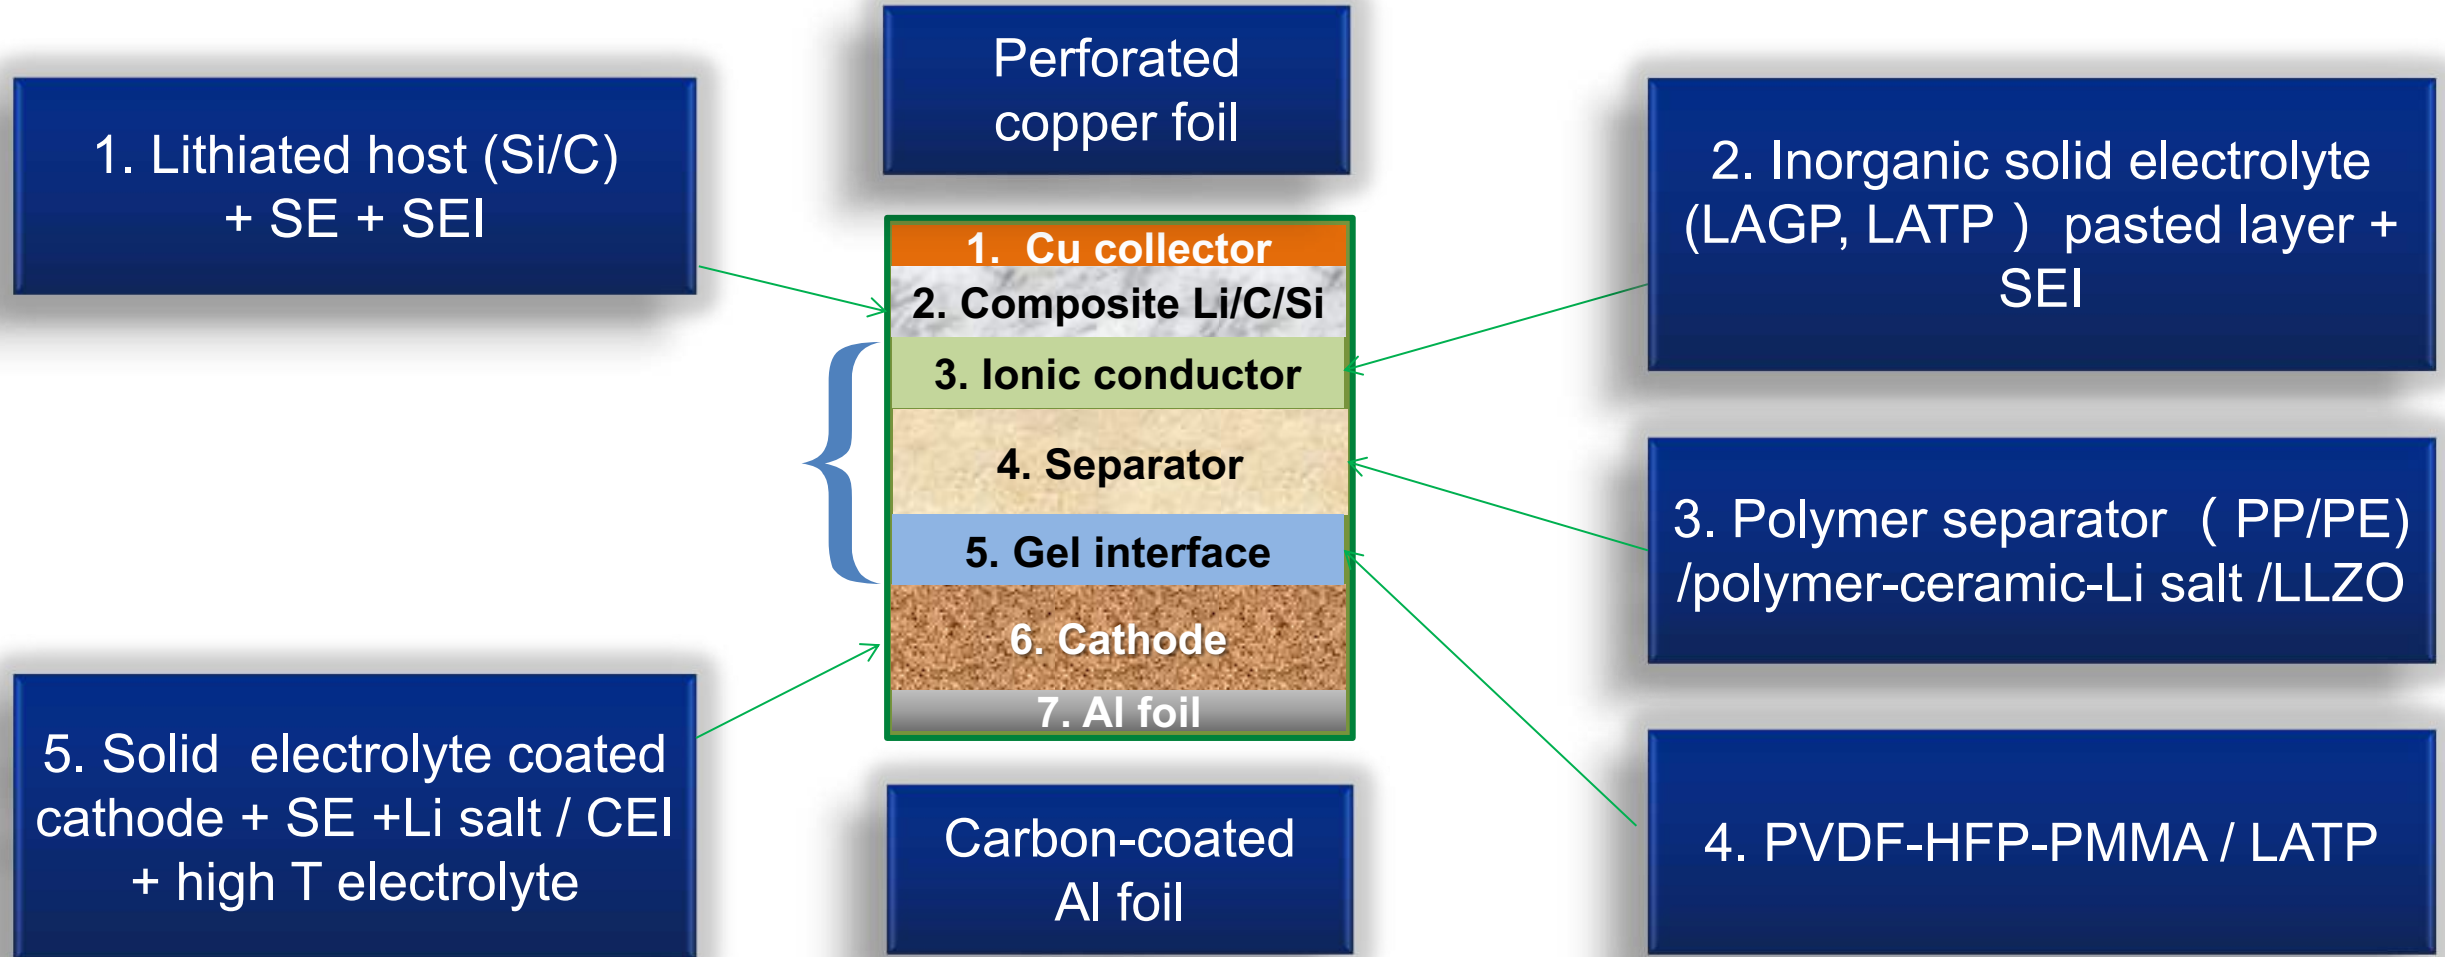 Perforated
copper foil
1. Lithiated host (Si/C)
+ SE + SEI
2. Inorganic solid electrolyte
(LAGP, LATP ） pasted layer +
SEI
1. Cu collector
2. Composite Li/C/Si
3. Ionic conductor
4. Separator
5. Gel interface
6. Cathode
7. Al foil
3. Polymer separator （ PP/PE)
/polymer-ceramic-Li salt /LLZO
5. Solid electrolyte coated
cathode + SE +Li salt / CEI
+ high T electrolyte
4. PVDF-HFP-PMMA / LATP
Carbon-coated
Al foil